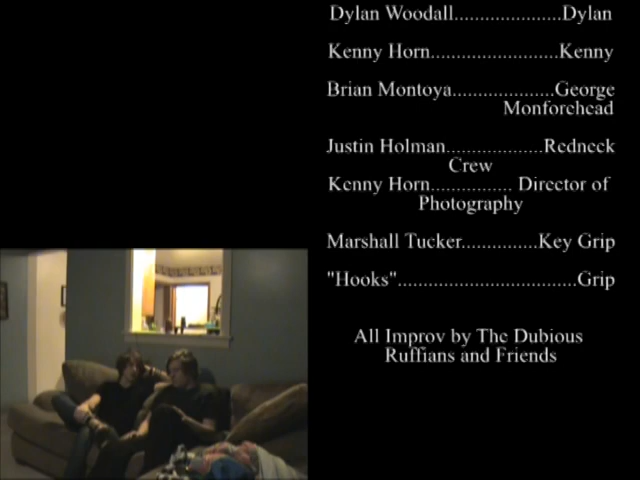 Dylan Woodall......................Dylan
Kenny Horn..........................Kenny
Brian Montoya....................George
Monforehead
Justin Holman...................Redneck
Crew
Kenny Horn................. Director of
Photography
Marshall Tucker...............Key Grip
"Hooks"....................................Grip
All Improv by The Dubious
Ruffians and Friends